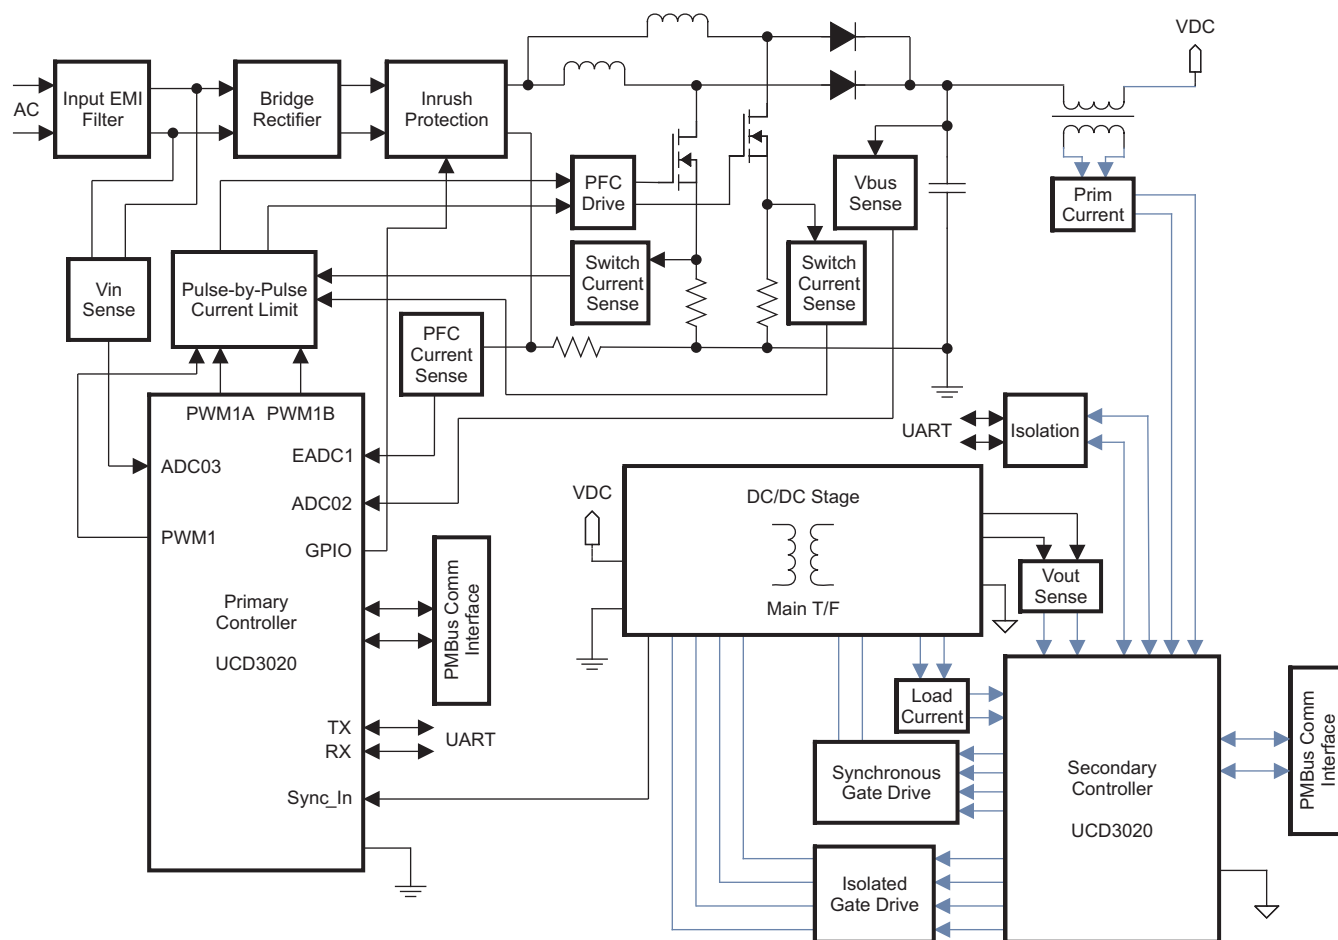 VDC
AC
Input EMI
Filter
Bridge
Rectifier
Inrush
Protection
PFC
Drive
Vbus
Sense
Prim
Current
Vin
Sense
Pulse-by-Pulse
Current Limit
Switch
Current
Sense
Switch
Current
Sense
PFC
Current
Sense
PWM1A PWM1B
ADC03
PWM1
EADC1
ADC02
GPIO
Primary
Controller
UCD3020
PMBus Comm
Interface
TX
RX
UART
Sync_In
UART
Isolation
VDC
DC/DC Stage
Main T/F
Vout
Sense
Load
Current
Synchronous
Gate Drive
Isolated
Gate Drive
Secondary
Controller
UCD3020
PMBus Comm
Interface